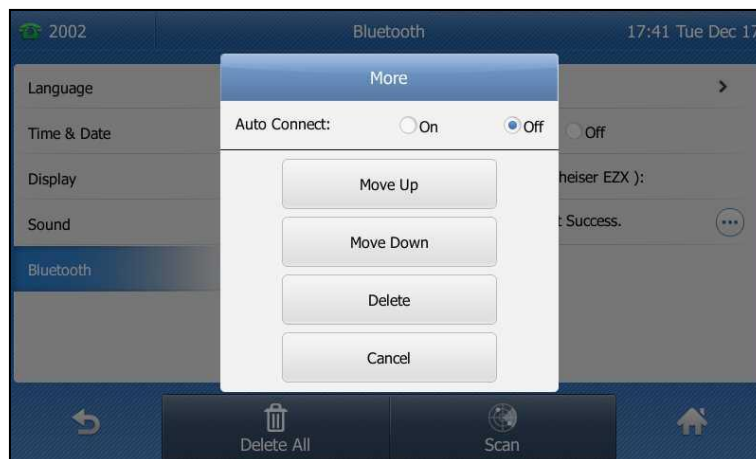 2002 Bluetooth 17:41 Tue Dec 17
More
Language
Auto Connect: On Off
Time & Date Off
Move Up
Display heiser EZX ):
Sound t Success.
Move Down
Bluetooth
Delete
Cancel
Delete All Scan